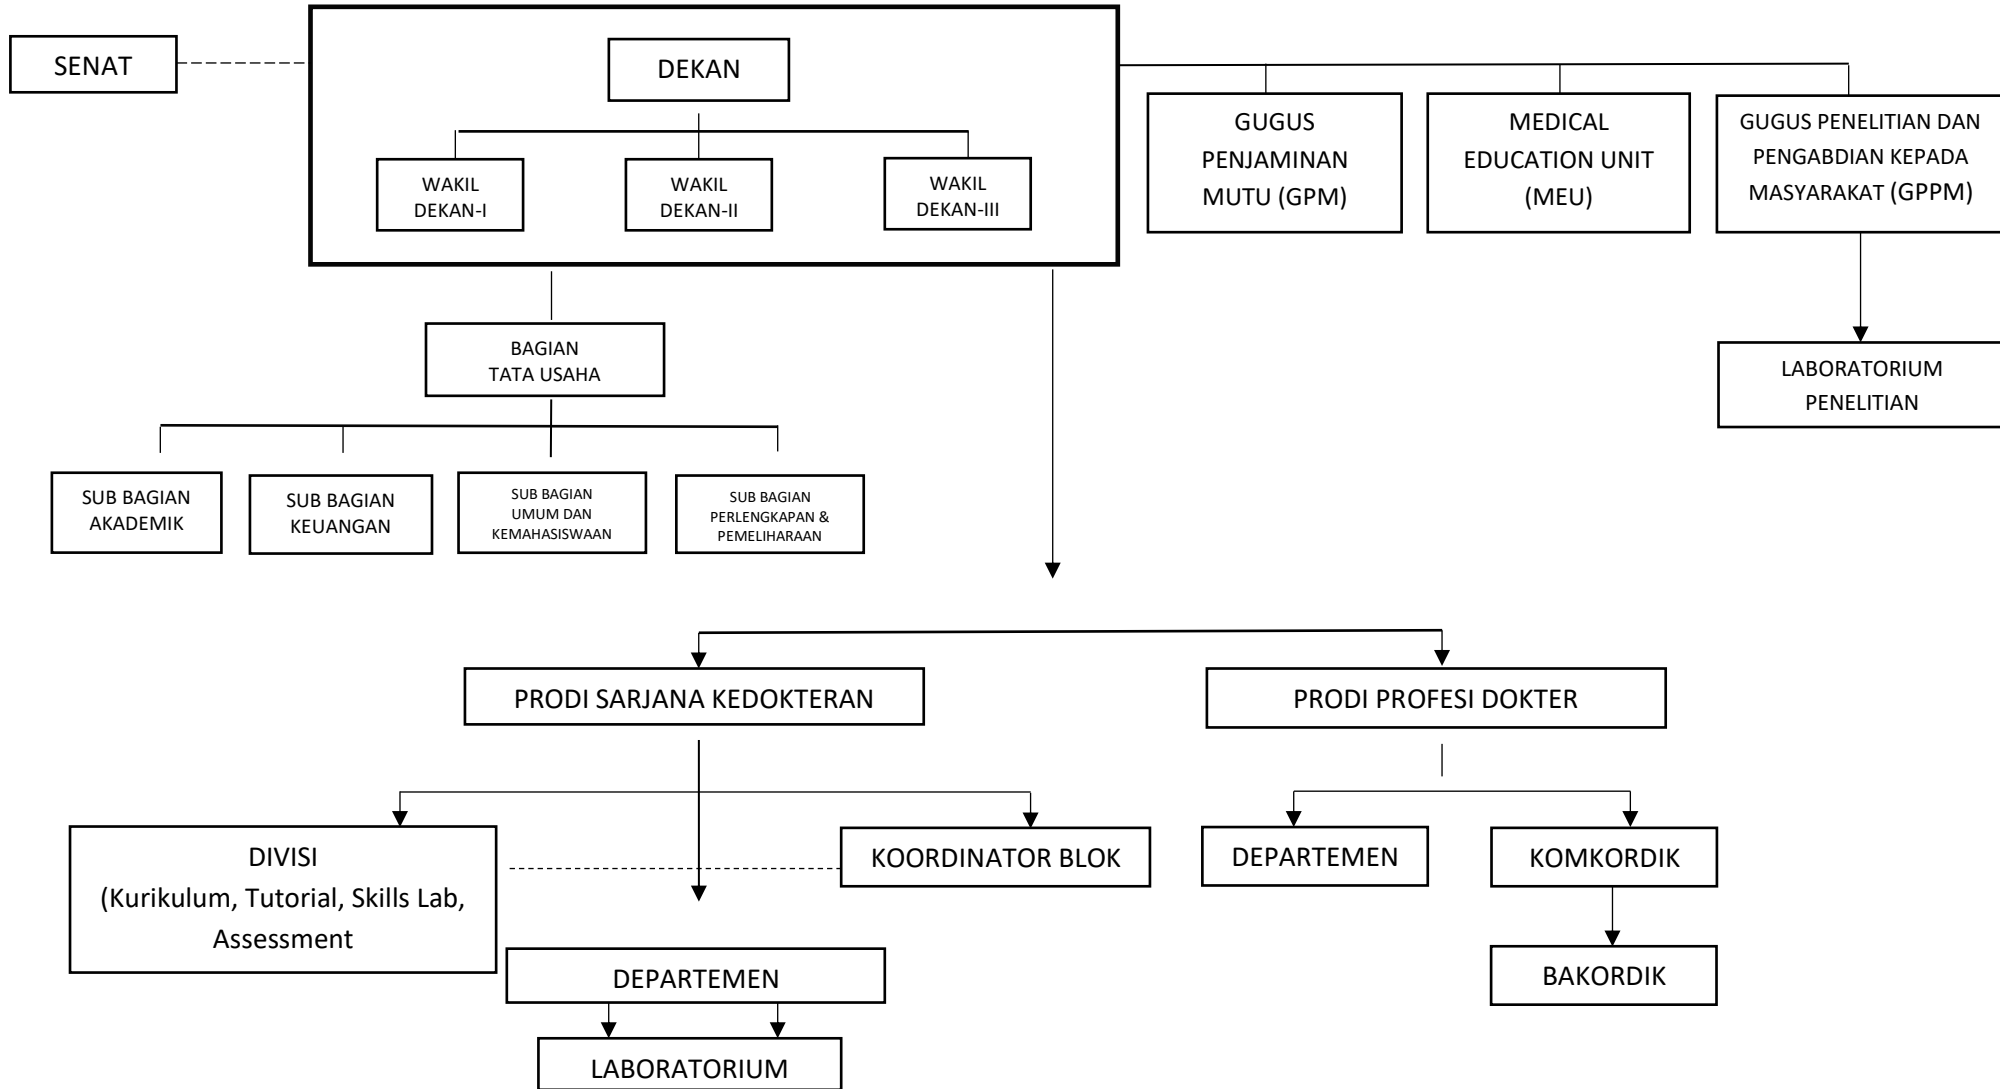 SENAT
DEKAN
WAKIL
DEKAN-I
WAKIL
DEKAN-II
WAKIL
DEKAN-III
GUGUS
PENJAMINAN
MUTU (GPM)
MEDICAL
EDUCATION UNIT
(MEU)
GUGUS PENELITIAN DAN
PENGABDIAN KEPADA
MASYARAKAT (GPPM)
BAGIAN
TATA USAHA
LABORATORIUM
PENELITIAN
SUB BAGIAN
AKADEMIK
SUB BAGIAN
KEUANGAN
SUB BAGIAN
UMUM DAN
KEMAHASISWAAN
SUB BAGIAN
PERLENGKAPAN &
PEMELIHARAAN
PRODI SARJANA KEDOKTERAN
PRODI PROFESI DOKTER
DIVISI
(Kurikulum, Tutorial, Skills Lab,
Assessment
KOORDINATOR BLOK
DEPARTEMEN
KOMKORDIK
DEPARTEMEN
BAKORDIK
LABORATORIUM